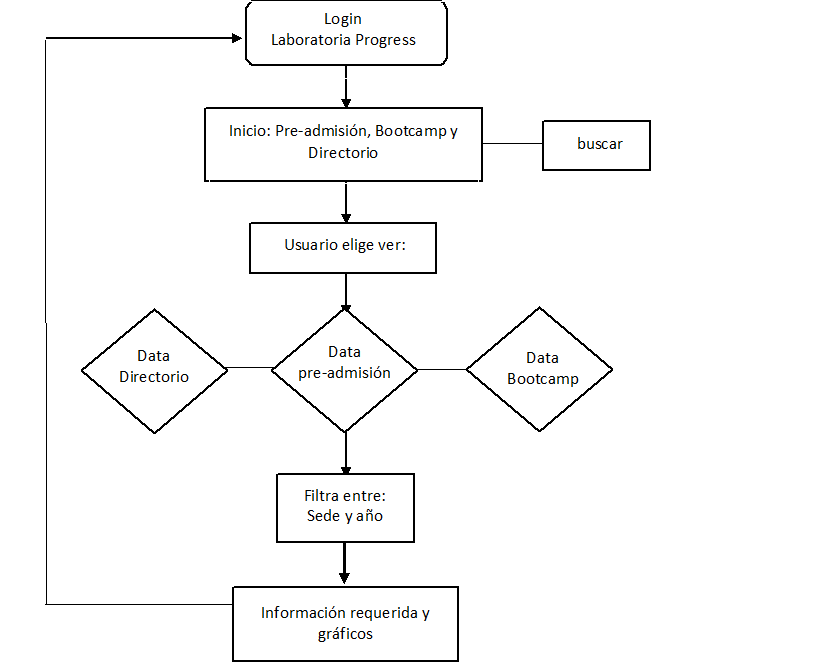 Login
Laboratoria Progress
Inicio: Pre-admisión, Bootcamp y
Directorio
buscar
Usuario elige ver:
Data
Directorio
Data
pre-admisión
Data
Bootcamp
Filtra entre:
Sede y año
Información requerida y
gráficos